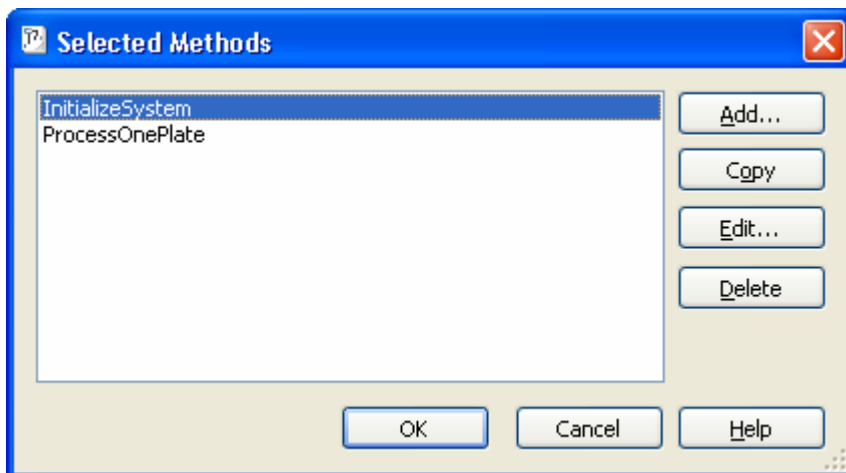 Selected Methods
InitializeSystem
ProcessOnePlate
Add...
Copy
Edit...
Delete
OK
Cancel
Help